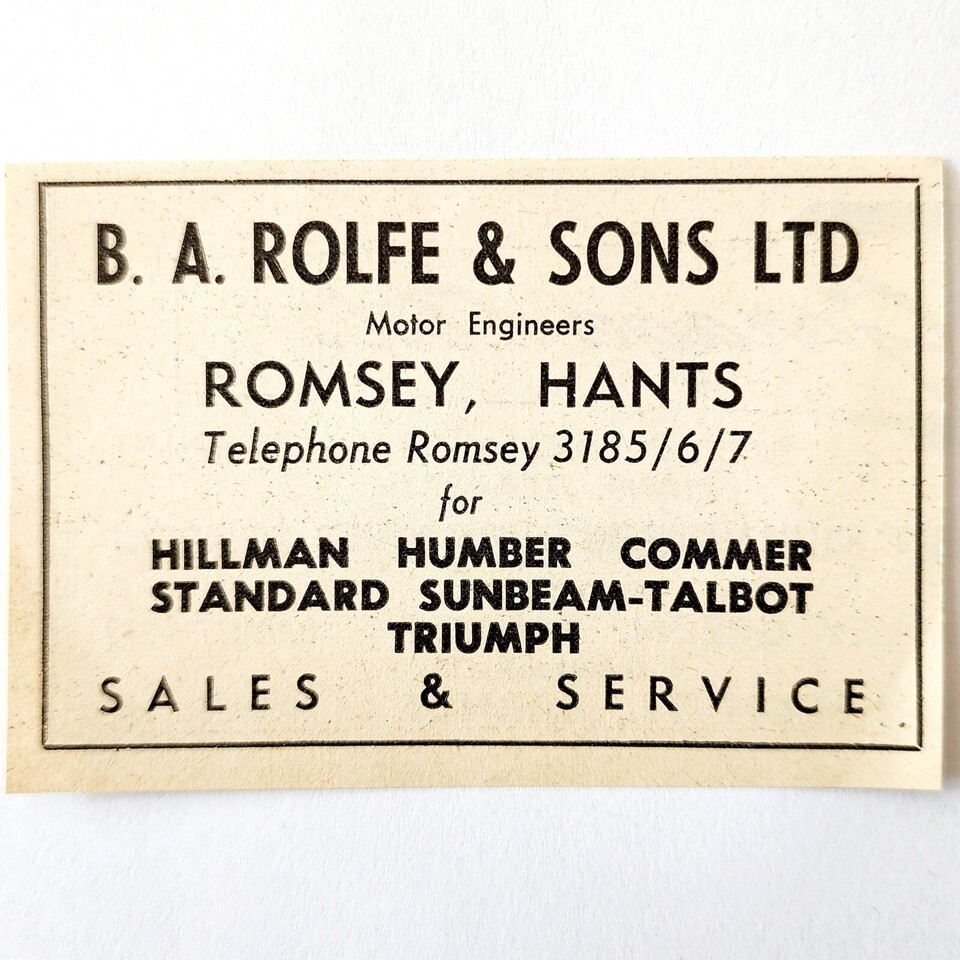 B. A. ROLFE & SONS LTD
Motor Engineers
ROMSEY, HANTS
Telephone Romsey 3185/6/7
for
HILLMAN HUMBER COMMER
STANDARD SUNBEAM-TALBOT
TRIUMPH
SALES & SERVICE